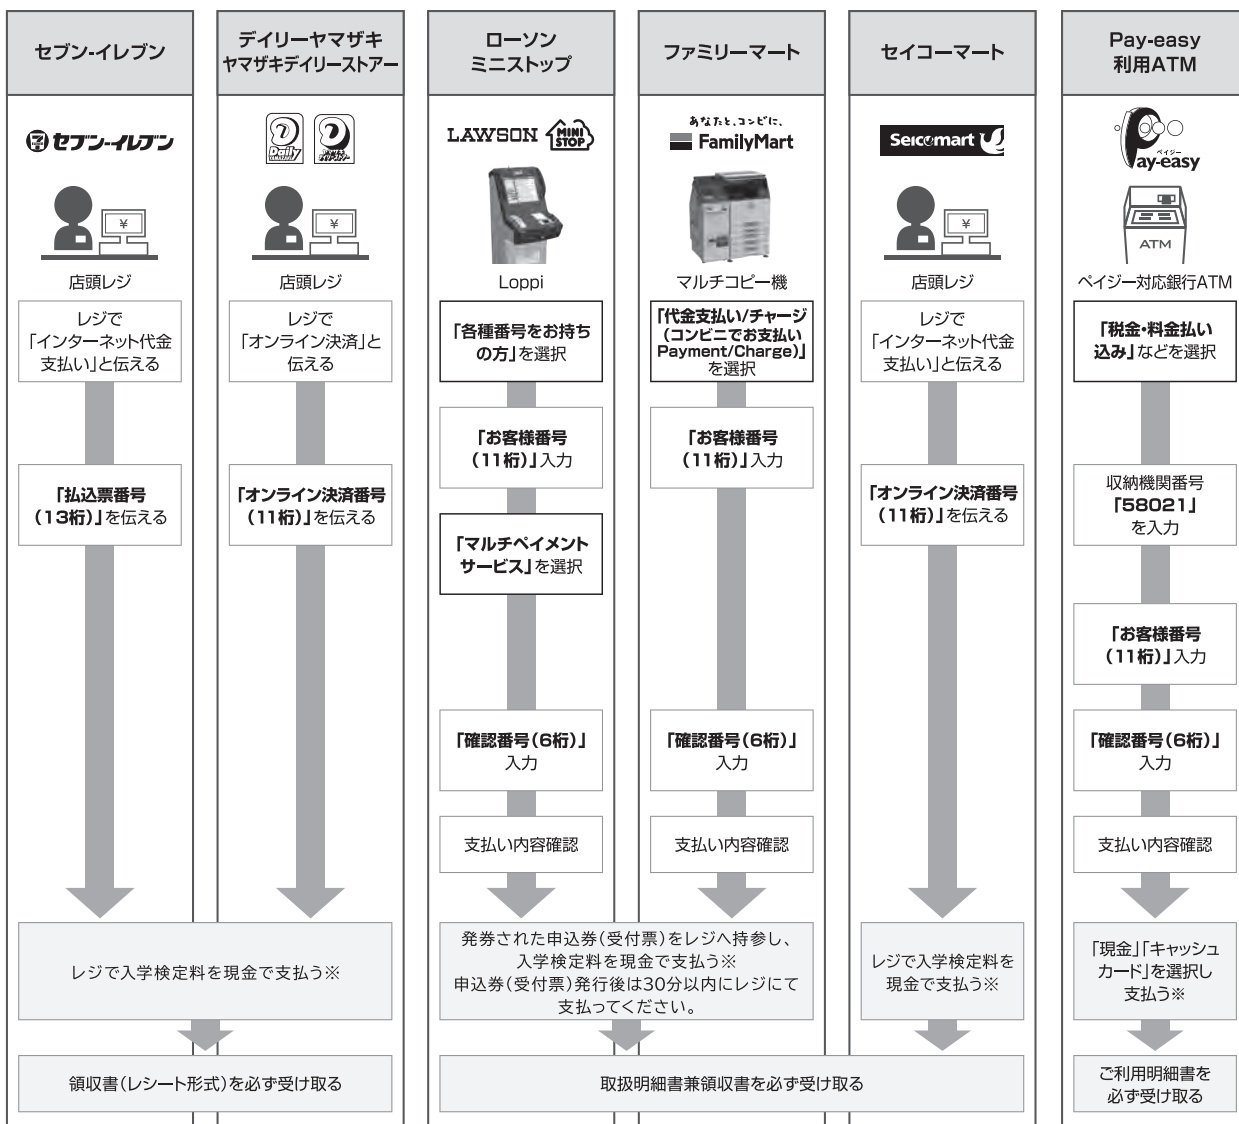 セブン-イレブン
セブン-イレブン
¥
店頭レジ
レジで
「インターネット代金
支払い」と伝える
「払込票番号
(13桁)」を伝える
デイリーヤマザキ
ヤマザキデイリーストアー
Daily
¥
店頭レジ
レジで
「オンライン決済」と
伝える
「オンライン決済番号
(11桁)」を伝える
レジで入学検定料を現金で支払う※
領収書(レシート形式)を必ず受け取る
ローソン
ミニストップ
LAWSON
MINI
STOP
Loppi
「各種番号をお持ち
の方」を選択
「お客様番号
(11桁)」入力
「マルチペイメント
サービス」を選択
「確認番号(6桁)」
入力
支払い内容確認
ファミリーマート
あなたと、コンビに、
FamilyMart
マルチコピー機
「代金支払い/チャージ
(コンビニでお支払い
Payment/Charge)」
を選択
「お客様番号
(11桁)」入力
「確認番号(6桁)」
入力
支払い内容確認
発券された申込券(受付票)をレジへ持参し、
入学検定料を現金で支払う※
申込券(受付票)発行後は30分以内にレジにて
支払ってください。
セイコーマート
Seicomart
¥
店頭レジ
レジで
「インターネット代金
支払い」と伝える
「オンライン決済番号
(11桁)」を伝える
レジで入学検定料を
現金で支払う※
取扱明細書兼領収書を必ず受け取る
Pay-easy
利用ATM
ペイジー
Pay-easy
¥
ATM
ペイジー対応銀行ATM
「税金・料金払い
込み」などを選択
収納機関番号
「58021」
を入力
「お客様番号
(11桁)」入力
「確認番号(6桁)」
入力
支払い内容確認
「現金」「キャッシュ
カード」を選択し
支払う※
ご利用明細書を
必ず受け取る